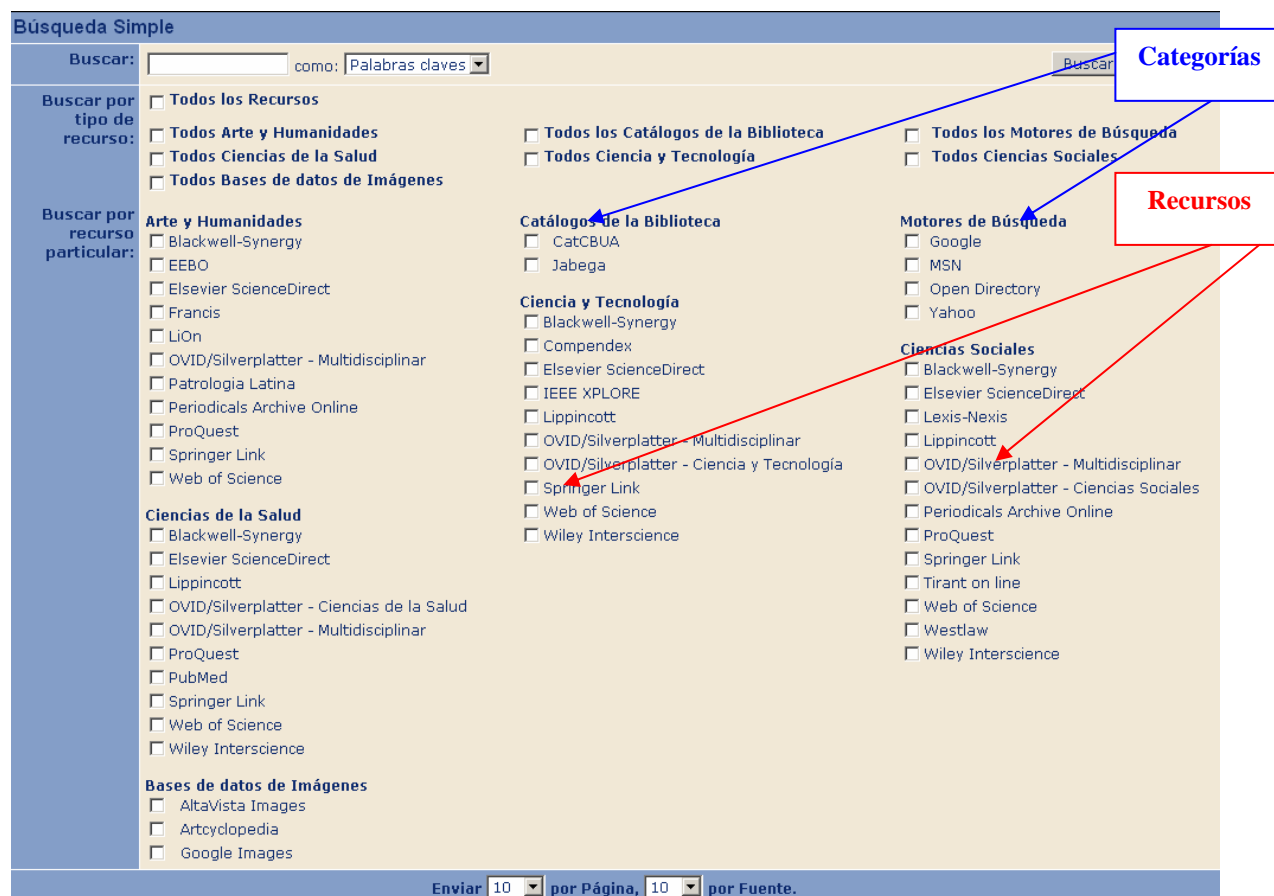 Búsqueda Simple
Buscar: como: Palabras claves Buscar
Categorías
Buscar por tipo de recurso:
Todos los Recursos
Todos Arte y Humanidades
Todos los Catálogos de la Biblioteca
Todos los Motores de Búsqueda
Todos Ciencias de la Salud
Todos Ciencia y Tecnología
Todos Ciencias Sociales
Todos Bases de datos de Imágenes
Recursos
Buscar por recurso particular:
Arte y Humanidades
Blackwell-Synergy
EEBO
Elsevier ScienceDirect
Francis
LiOn
OVID/Silverplatter - Multidisciplinar
Patrologia Latina
Periodicals Archive Online
ProQuest
Springer Link
Web of Science
Ciencias de la Salud
Blackwell-Synergy
Elsevier ScienceDirect
Lippincott
OVID/Silverplatter - Ciencias de la Salud
OVID/Silverplatter - Multidisciplinar
ProQuest
PubMed
Springer Link
Web of Science
Wiley Interscience
Bases de datos de Imágenes
AltaVista Images
Artcyclopedia
Google Images
Catálogos de la Biblioteca
CatCBUA
Jabega
Ciencia y Tecnología
Blackwell-Synergy
Compendex
Elsevier ScienceDirect
IEEE XPLORE
Lippincott
OVID/Silverplatter - Multidisciplinar
OVID/Silverplatter - Ciencia y Tecnología
Springer Link
Web of Science
Wiley Interscience
Motores de Búsqueda
Google
MSN
Open Directory
Yahoo
Ciencias Sociales
Blackwell-Synergy
Elsevier ScienceDirect
Lexis-Nexis
Lippincott
OVID/Silverplatter - Multidisciplinar
OVID/Silverplatter - Ciencias Sociales
Periodicals Archive Online
ProQuest
Springer Link
Tirant on line
Web of Science
Westlaw
Wiley Interscience
Enviar 10 por Página, 10 por Fuente.